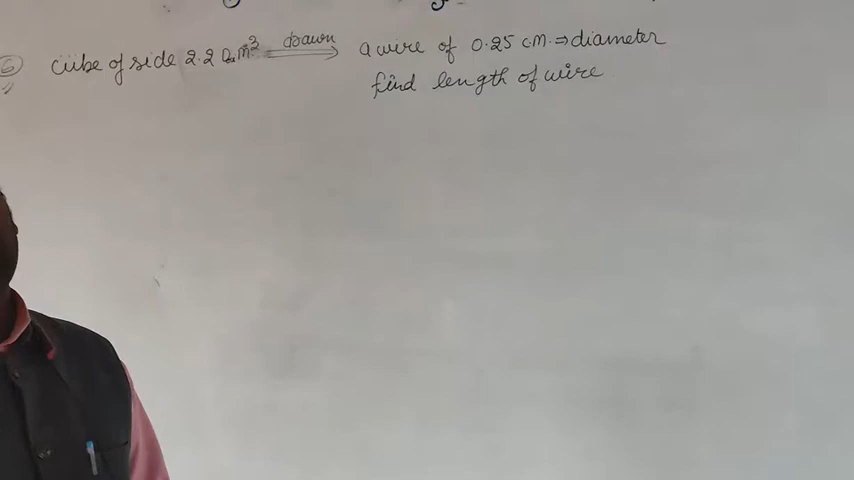 6 cube of side 2.2 dm³ drawn ⇒ a wire of 0.25 cm. ⇒ diameter
find length of wire.